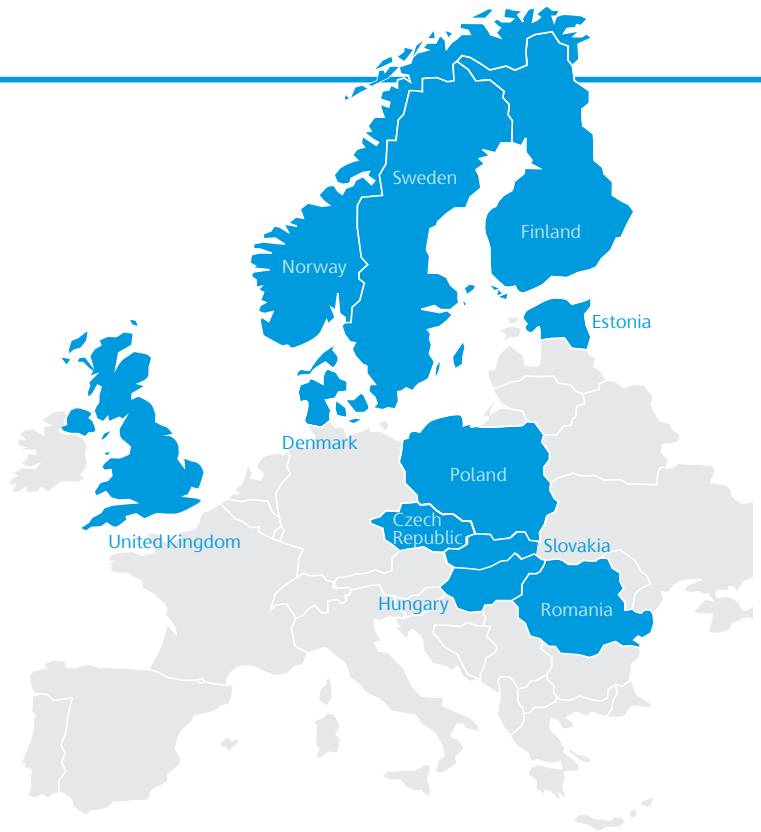 Sweden
Finland
Norway
Estonia
Denmark
Poland
Czech
Republic
United Kingdom
Slovakia
Hungary
Romania